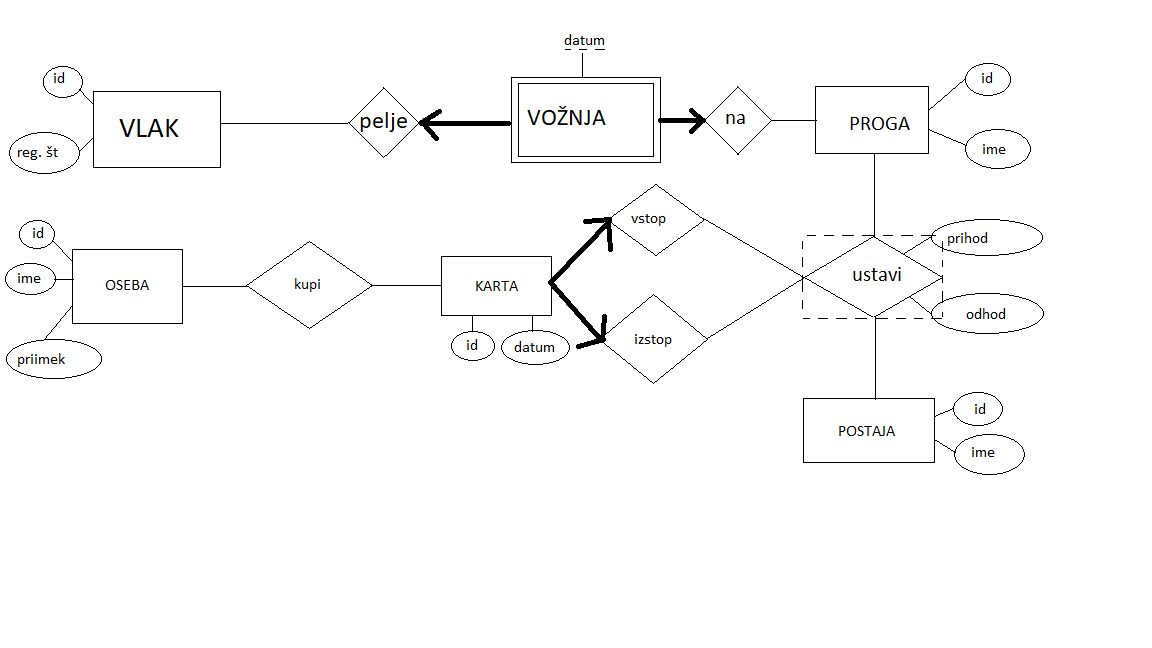 datum
id
VLAK
reg. št
pelje
VOŽNJA
na
PROGA
id
ime
id
ime
priimek
OSEBA
kupi
KARTA
id
datum
vstop
izstop
ustavi
prihod
odhod
POSTAJA
id
ime